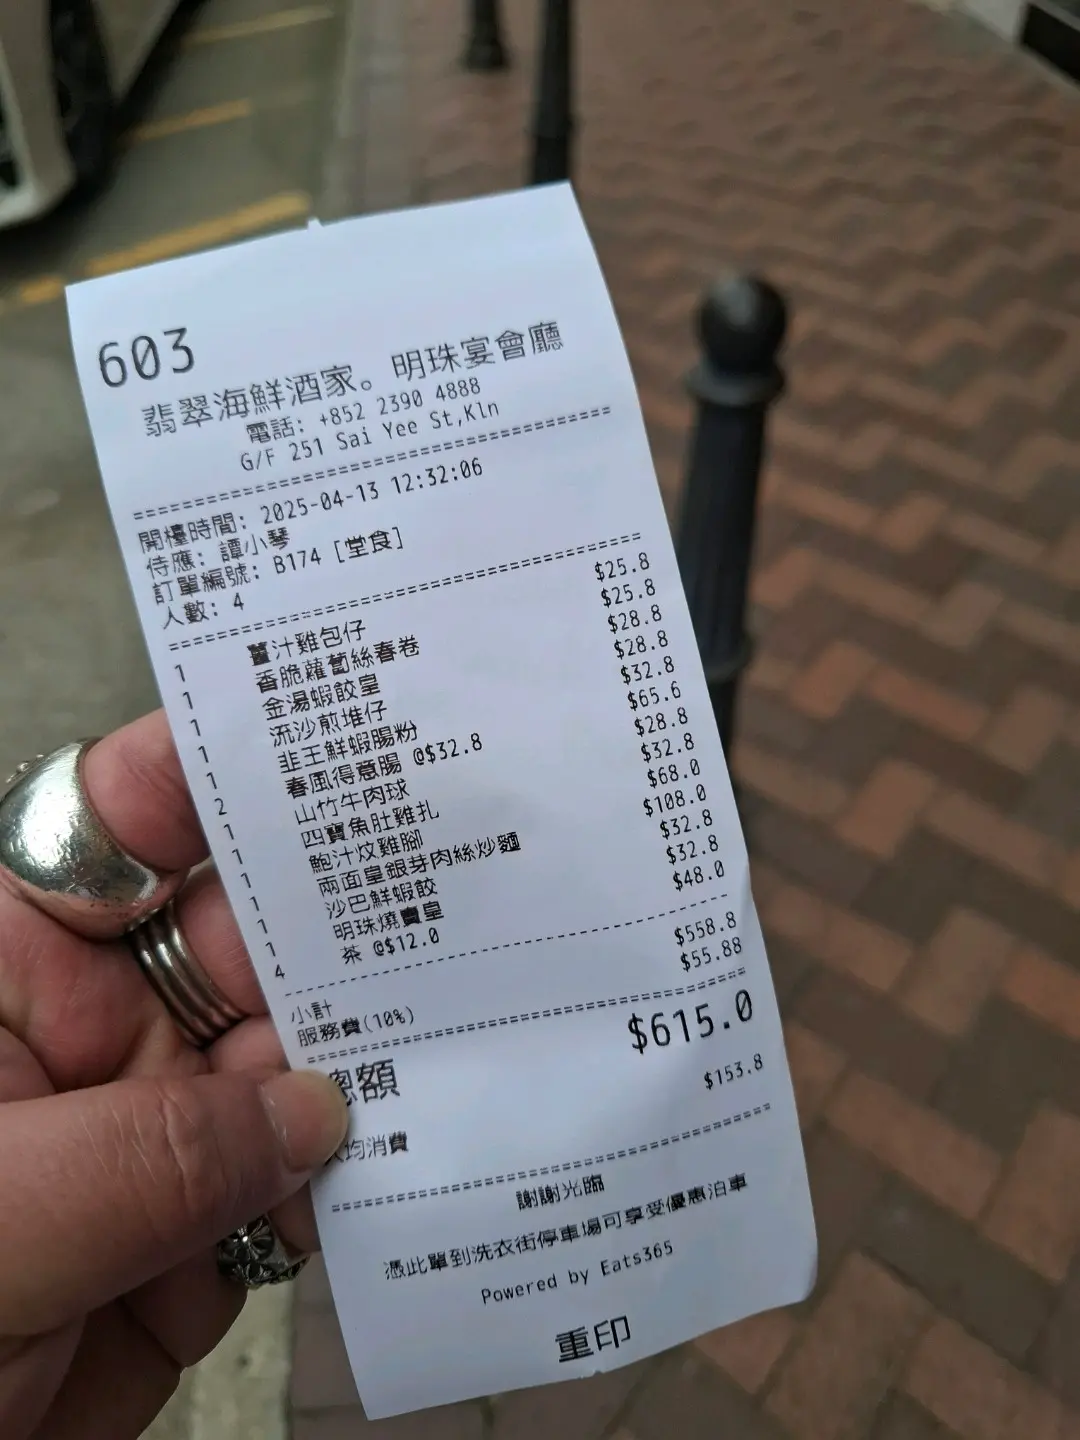 603
翡翠海鮮酒家。明珠宴會廳
電話: +852 2390 4888
G/F 251 Sai Yee St,Kln
開檯時間: 2025-04-13 12:32:06
侍應: 譚小琴
訂單編號: B174 [堂食]
人數: 4
1 薑汁雞包仔 $25.8
1 香脆蘿蔔絲春卷 $25.8
1 金湯蝦餃皇 $28.8
1 流沙煎堆仔 $28.8
1 韭王鮮蝦腸粉 $32.8
2 春風得意腸 @$32.8 $65.6
1 山竹牛肉球 $28.8
1 四寶魚肚雞扎 $32.8
1 鮑汁炆雞腳 $68.0
1 兩面皇銀芽肉絲炒麵 $108.0
1 沙巴鮮蝦餃 $32.8
1 明珠燒賣皇 $32.8
4 茶 @$12.0 $48.0
小計 $558.8
服務費(10%) $55.88
總額 $615.0
均消費 $153.8
謝謝光臨
憑此單到洗衣街停車場可享受優惠泊車
Powered by Eats365
重印